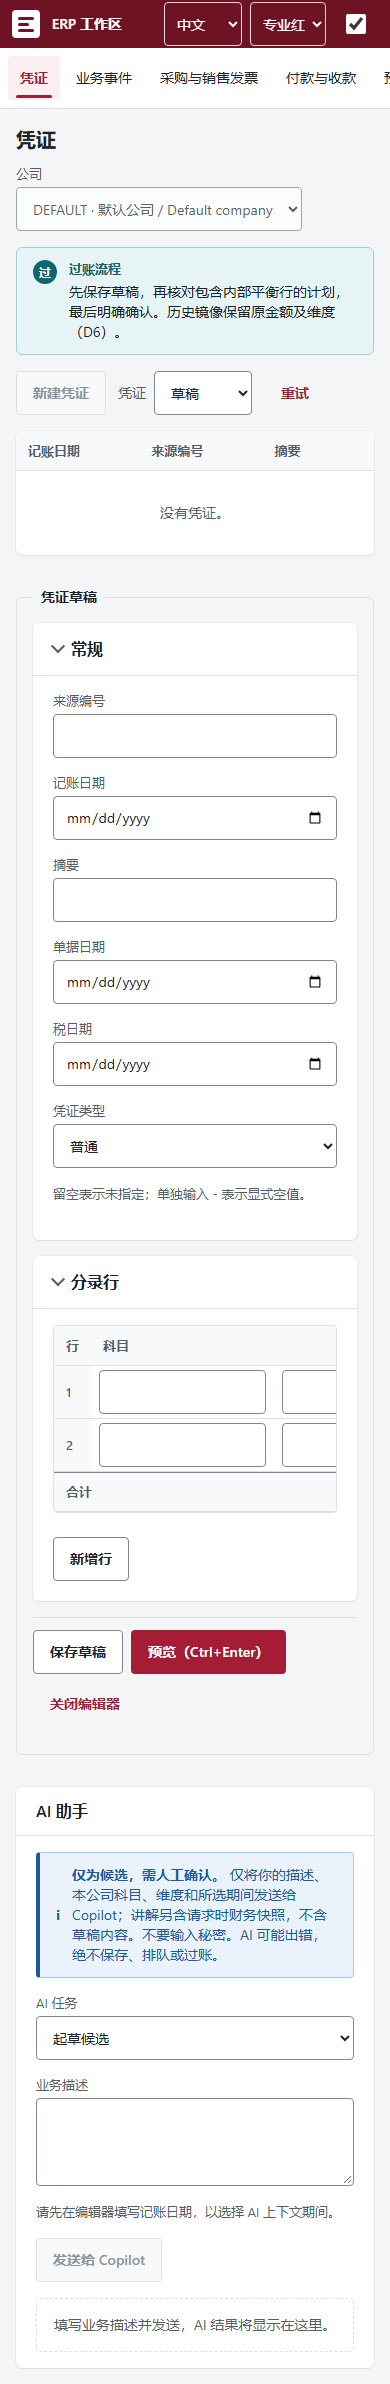 ERP 工作区
中文
专业红
凭证
业务事件
采购与销售发票
付款与收款
凭证
公司
DEFAULT · 默认公司 / Default company
过
过账流程
先保存草稿，再核对包含内部平衡行的计划，
最后明确确认。历史镜像保留原金额及维度
（D6）。
新建凭证
凭证
草稿
重试
记账日期
来源编号
摘要
没有凭证。
凭证草稿
常规
来源编号
记账日期
mm/dd/yyyy
摘要
单据日期
mm/dd/yyyy
税日期
mm/dd/yyyy
凭证类型
普通
留空表示未指定；单独输入 - 表示显式空值。
分录行
行
科目
1
2
合计
新增行
保存草稿
预览（Ctrl+Enter）
关闭编辑器
AI 助手
i
仅为候选，需人工确认。 仅将你的描述、
本公司科目、维度和所选期间发送给
Copilot；讲解另含请求时财务快照，不含
草稿内容。不要输入秘密。AI 可能出错，
绝不保存、排队或过账。
AI 任务
起草候选
业务描述
请先在编辑器填写记账日期，以选择 AI 上下文期间。
发送给 Copilot
填写业务描述并发送，AI 结果将显示在这里。